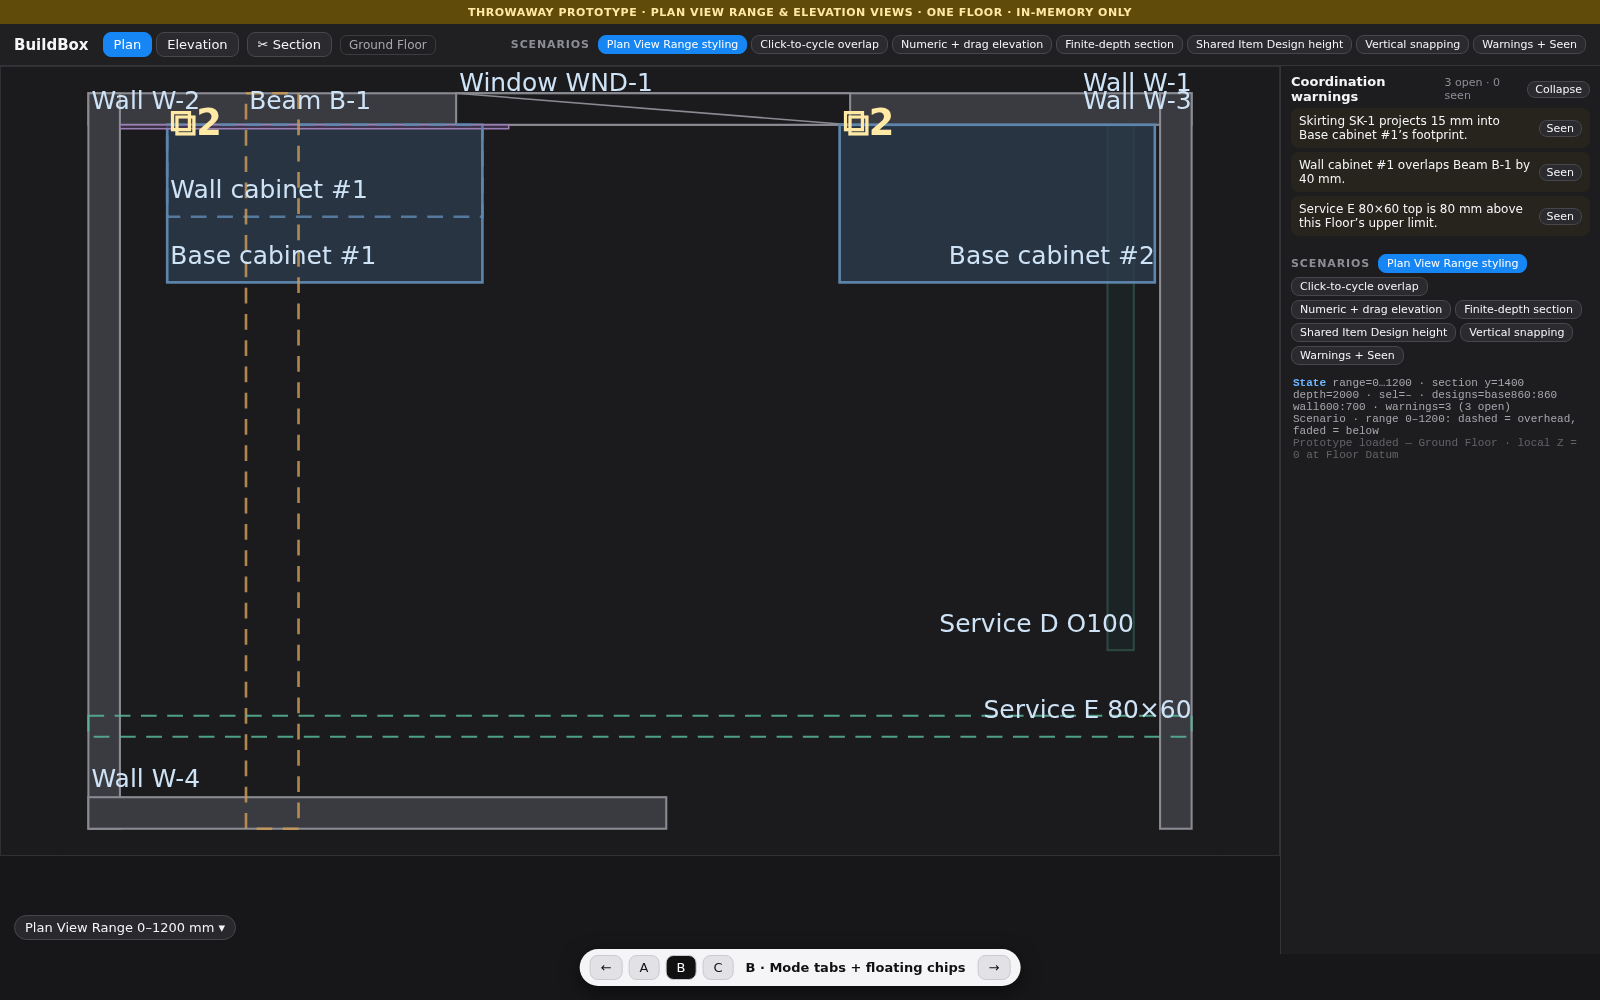 THROWAWAY PROTOTYPE · PLAN VIEW RANGE & ELEVATION VIEWS · ONE FLOOR · IN-MEMORY ONLY
BuildBox Plan Elevation ✂ Section Ground Floor SCENARIOS Plan View Range styling Click-to-cycle overlap Numeric + drag elevation Finite-depth section Shared Item Design height Vertical snapping Warnings + Seen
Window WND-1
Wall W-1
Wall W-2
Beam B-1
Wall W-3
⧉2
⧉2
Wall cabinet #1
Base cabinet #1
Base cabinet #2
Service D O100
Service E 80×60
Wall W-4
Plan View Range 0–1200 mm ▾
Coordination warnings
3 open · 0 seen
Collapse
Skirting SK-1 projects 15 mm into
Base cabinet #1’s footprint.
Seen
Wall cabinet #1 overlaps Beam B-1 by
40 mm.
Seen
Service E 80×60 top is 80 mm above
this Floor’s upper limit.
Seen
SCENARIOS Plan View Range styling
Click-to-cycle overlap
Numeric + drag elevation Finite-depth section
Shared Item Design height Vertical snapping
Warnings + Seen
State range=0…1200 · section y=1400
depth=2000 · sel=– · designs=base860:860
wall600:700 · warnings=3 (3 open)
Scenario · range 0–1200: dashed = overhead,
faded = below
Prototype loaded — Ground Floor · local Z =
0 at Floor Datum
← A B C B · Mode tabs + floating chips →